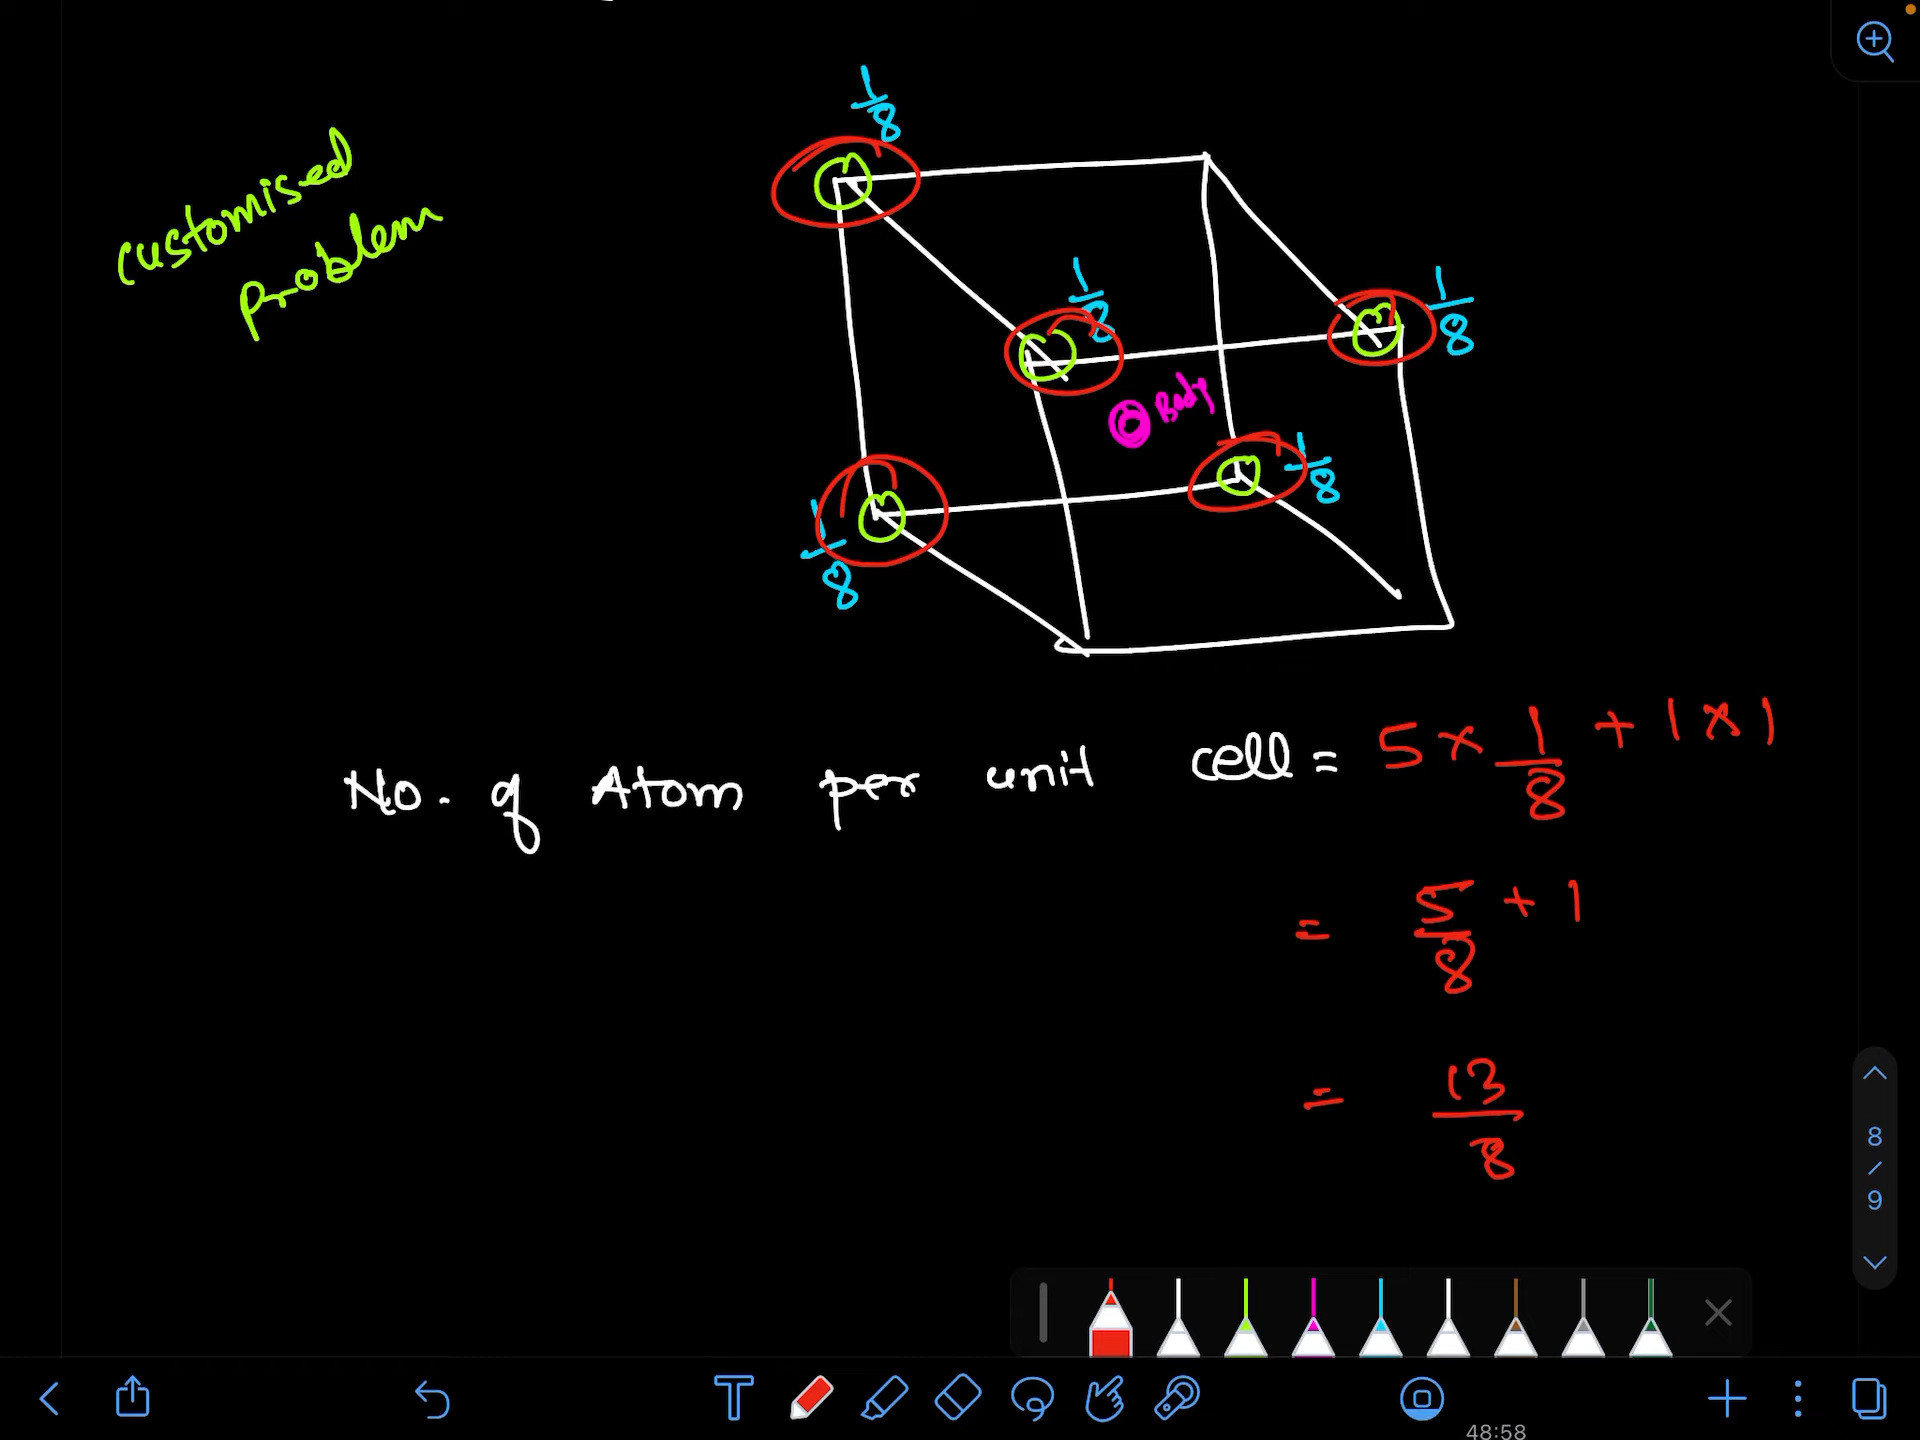 customised
problem
1/8
1/8
1/8
Body
1/8
1/8
No. of Atom per unit cell = 5 x 1/8 + 1 x 1
= 5/8 + 1
= 13/8
8
/
9
T
48:58